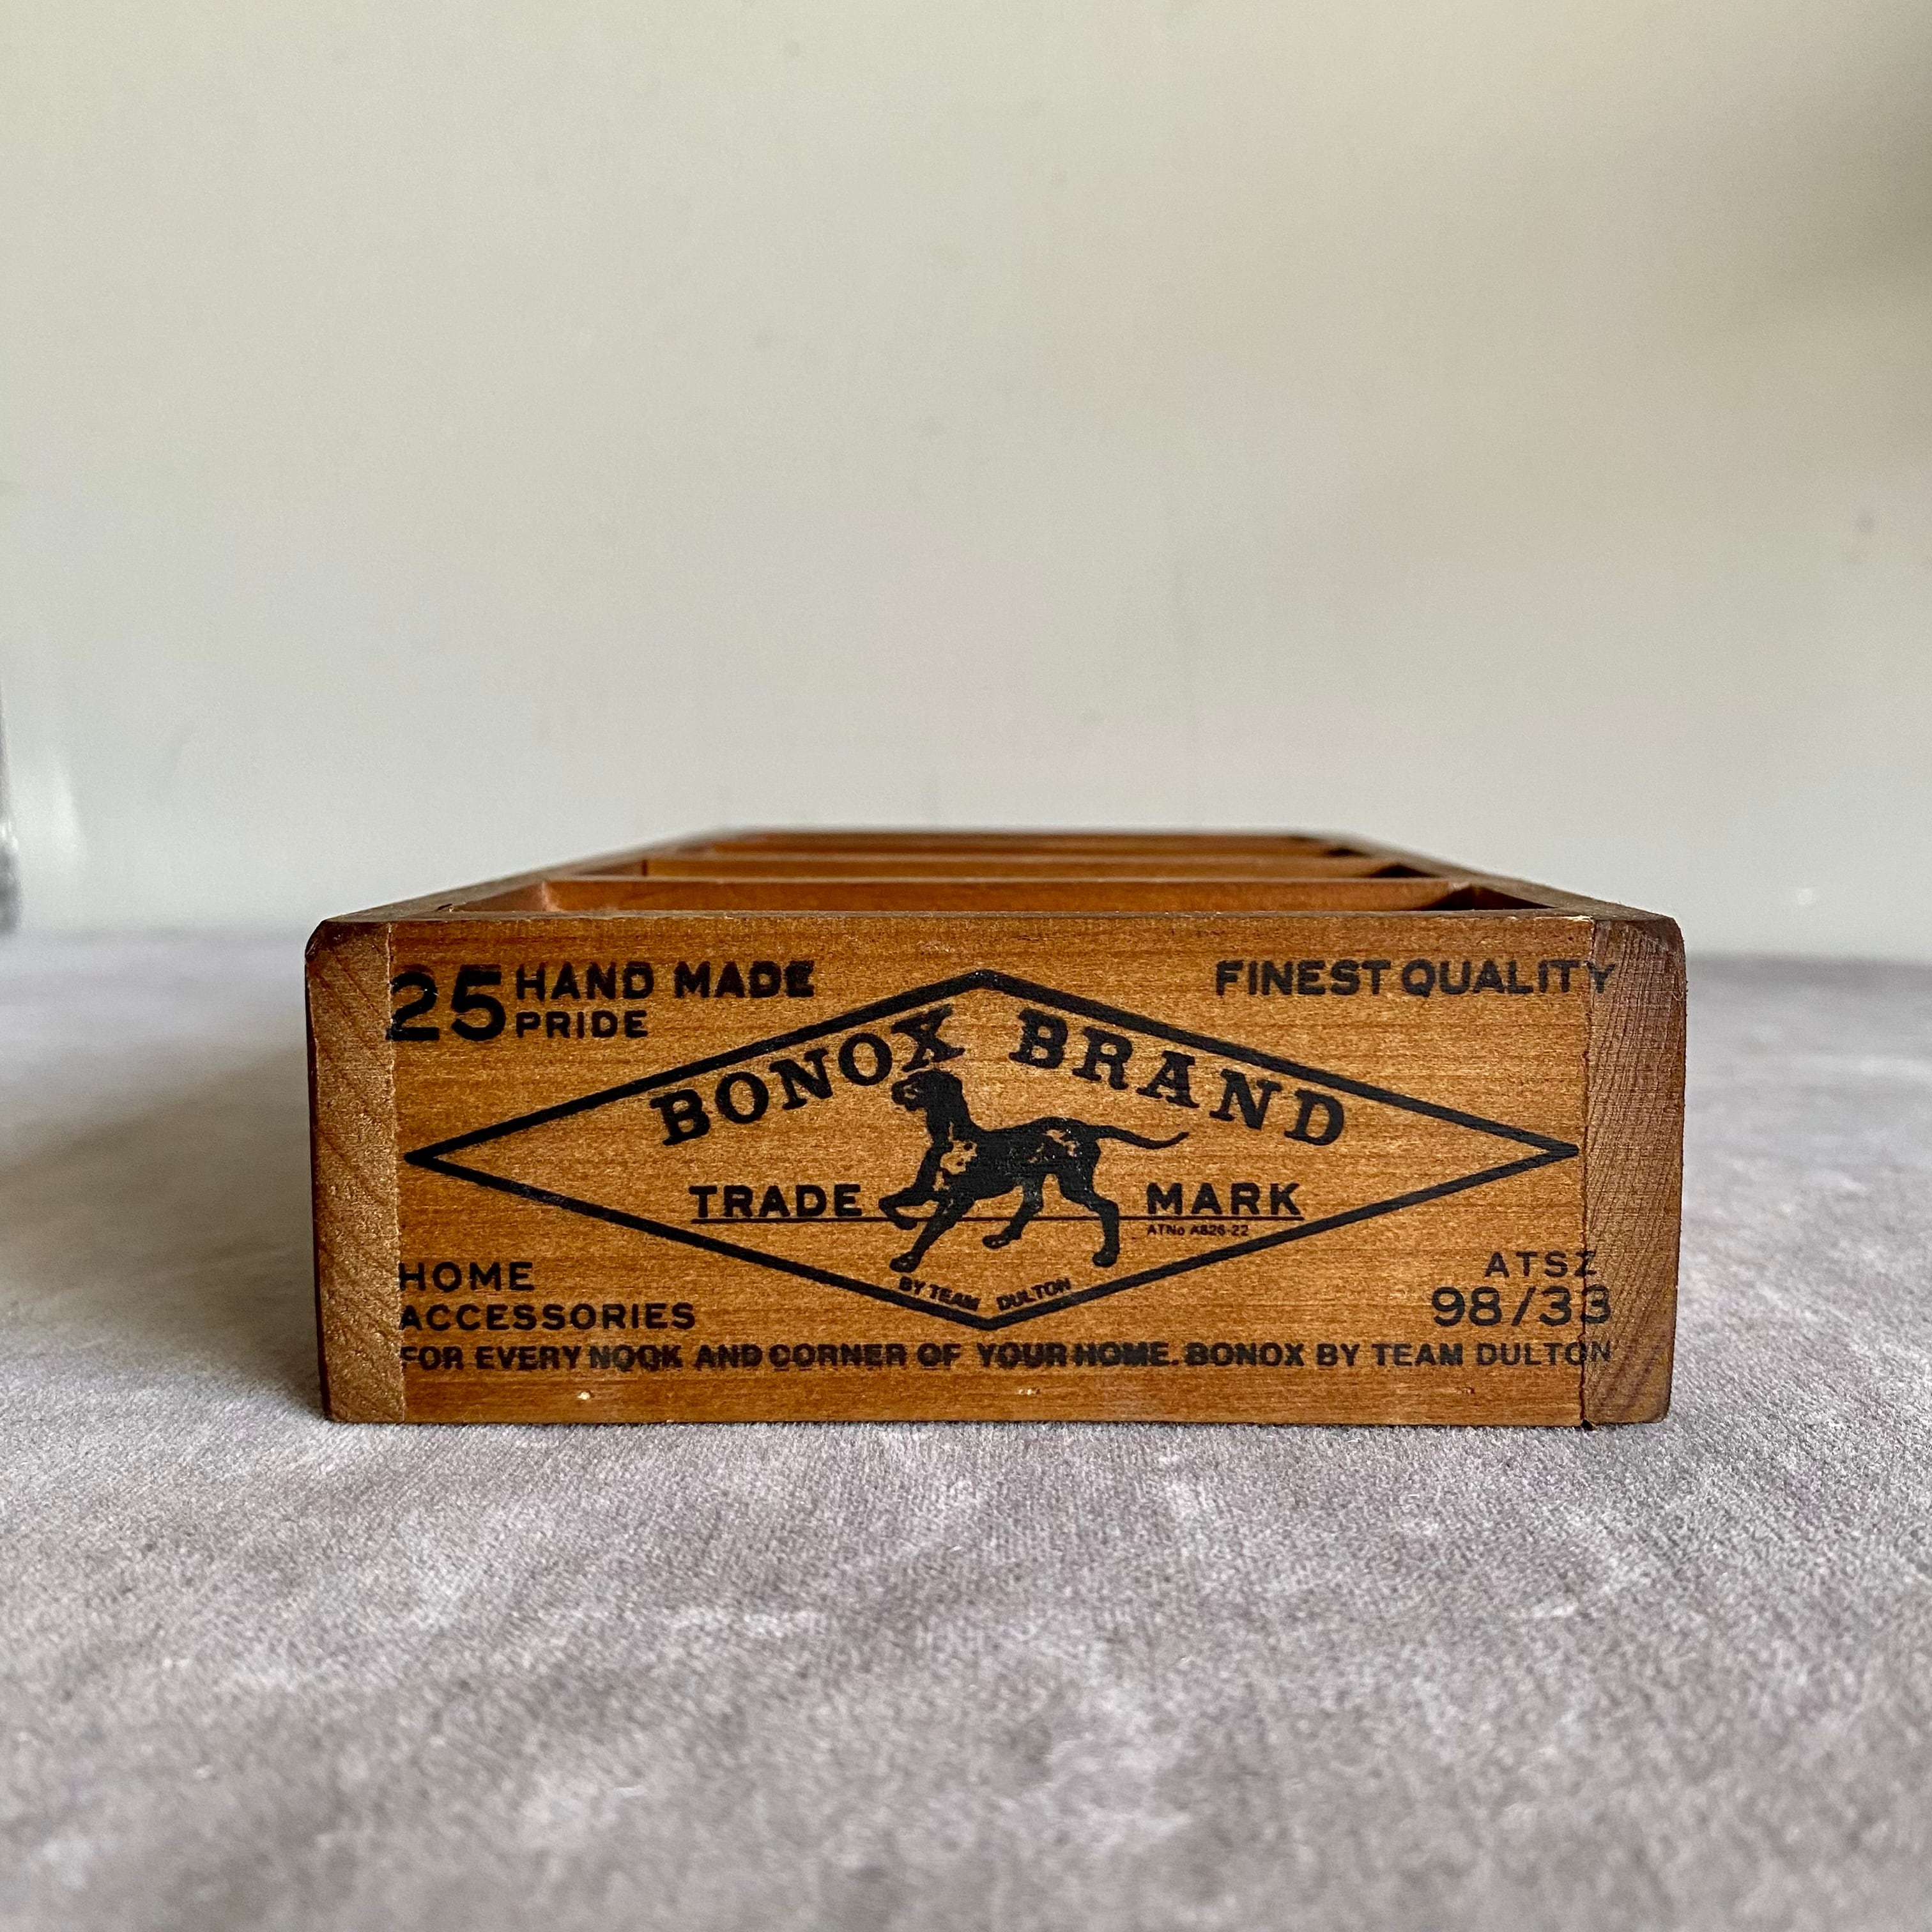 25 HAND MADE
PRIDE
FINEST QUALITY
BONOX BRAND
TRADE MARK
ATNo A826-22
BY TEAM DULTON
HOME
ACCESSORIES
ATSZ
98/33
FOR EVERY NOOK AND CORNER OF YOUR HOME. BONOX BY TEAM DULTON